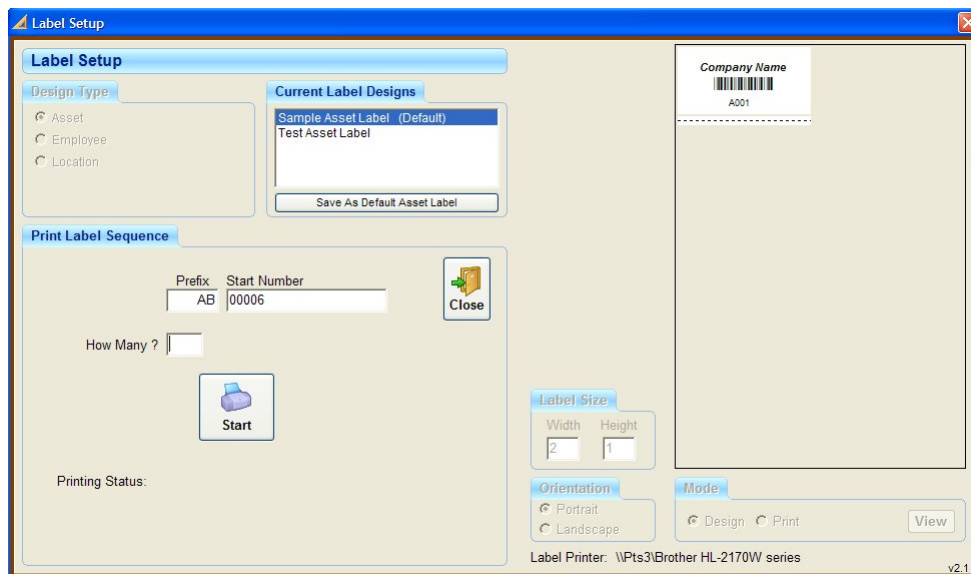 Label Setup
Label Setup
Design Type
Asset
Employee
Location
Current Label Designs
Sample Asset Label (Default)
Test Asset Label
Save As Default Asset Label
Print Label Sequence
Prefix Start Number
AB 00006
Close
How Many ?
Start
Printing Status:
Company Name
A001
Label Size
Width Height
2 1
Orientation
Portrait
Landscape
Mode
Design Print View
Label Printer: \\Pts3\Brother HL-2170W series
v2.1